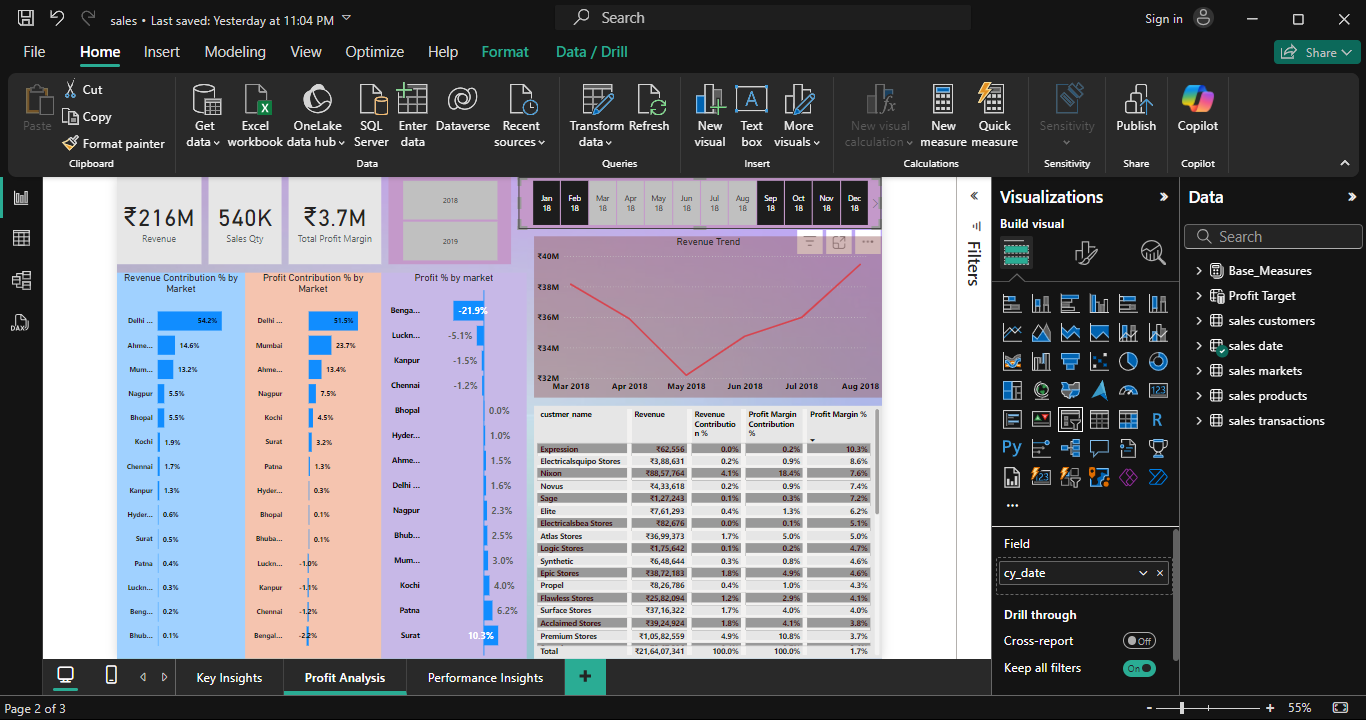 sales • Last saved: Yesterday at 11:04 PM
Search
Sign in
File Home Insert Modeling View Optimize Help Format Data / Drill
Share
Paste
Cut
Copy
Format painter
Clipboard
Get data
Excel workbook
OneLake data hub
SQL Server
Enter data
Dataverse
Recent sources
Data
Transform data
Refresh
Queries
New visual
Text box
More visuals
Insert
New visual calculation
New measure
Quick measure
Calculations
Sensitivity
Sensitivity
Publish
Share
Copilot
Copilot
₹216M
Revenue
540K
Sales Qty
₹3.7M
Total Profit Margin
2018
2019
Jan 18 Feb 18 Mar 18 Apr 18 May 18 Jun 18 Jul 18 Aug 18 Sep 18 Oct 18 Nov 18 Dec 18
Revenue Contribution % by Market
Delhi ... 54.2%
Ahme... 14.6%
Mum... 13.2%
Nagpur 5.5%
Bhopal 5.5%
Kochi 1.9%
Chennai 1.7%
Kanpur 1.3%
Hyder... 0.6%
Surat 0.5%
Patna 0.4%
Luckn... 0.3%
Beng... 0.2%
Bhub... 0.1%
Profit Contribution % by Market
Delhi ... 51.5%
Mumbai 23.7%
Ahme... 13.4%
Nagpur 7.5%
Kochi 4.5%
Surat 3.2%
Patna 1.3%
Hyder... 0.3%
Bhopal 0.1%
Bhuba... 0.1%
Luckn... -1.0%
Kanpur -1.1%
Chennai -1.2%
Bengal... -2.2%
Profit % by market
Benga... -21.9%
Luckn... -5.1%
Kanpur -1.5%
Chennai -1.2%
Bhopal 0.0%
Hyder... 1.0%
Ahme... 1.5%
Delhi ... 1.6%
Nagpur 2.3%
Bhub... 2.5%
Mum... 3.0%
Kochi 4.0%
Patna 6.2%
Surat 10.3%
Revenue Trend
₹40M
₹38M
₹36M
₹34M
₹32M
Mar 2018 Apr 2018 May 2018 Jun 2018 Jul 2018 Aug 2018
custmer name Revenue Revenue Contributio n % Profit Margin Contribution % Profit Margin %
Expression ₹62,556 0.0% 0.2% 10.3%
Electricalsquipo Stores ₹3,88,631 0.2% 0.9% 8.6%
Nixon ₹88,57,764 4.1% 18.4% 7.6%
Novus ₹4,33,618 0.2% 0.9% 7.4%
Sage ₹1,27,243 0.1% 0.3% 7.2%
Elite ₹7,61,293 0.4% 1.3% 6.2%
Electricalsbea Stores ₹82,676 0.0% 0.1% 5.1%
Atlas Stores ₹36,99,373 1.7% 5.0% 5.0%
Logic Stores ₹1,75,642 0.1% 0.2% 4.7%
Synthetic ₹6,48,644 0.3% 0.8% 4.6%
Epic Stores ₹38,72,183 1.8% 4.9% 4.6%
Propel ₹8,26,786 0.4% 1.0% 4.3%
Flawless Stores ₹25,82,094 1.2% 2.9% 4.1%
Surface Stores ₹37,16,322 1.7% 4.0% 4.0%
Acclaimed Stores ₹39,24,924 1.8% 4.1% 3.8%
Premium Stores ₹1,05,82,559 4.9% 10.8% 3.7%
Total ₹21,64,07,341 100.0% 100.0% 1.7%
Filters
Visualizations
Build visual
Field
cy_date
Drill through
Cross-report
Off
Keep all filters
On
Data
Search
Base_Measures
Profit Target
sales customers
sales date
sales markets
sales products
sales transactions
Key Insights
Profit Analysis
Performance Insights
Page 2 of 3
55%